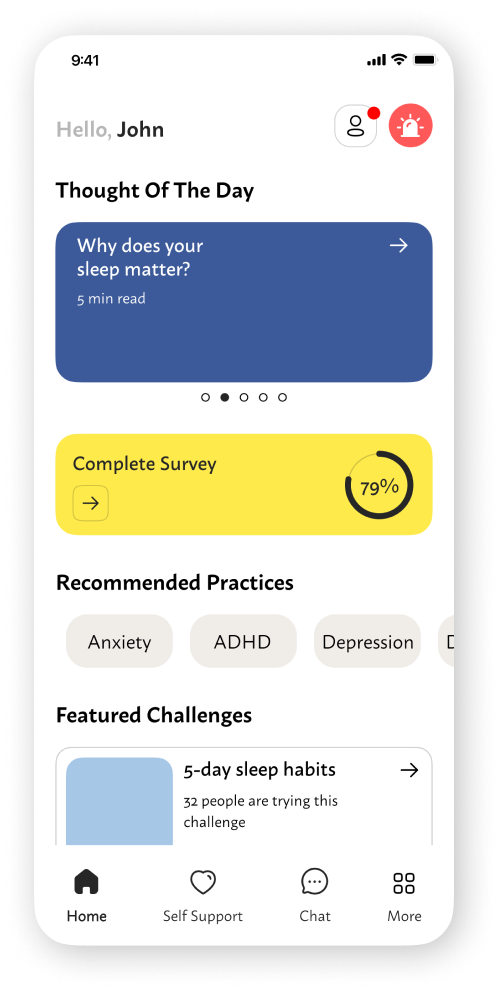 9:41
Hello, John
Thought Of The Day
Why does your
sleep matter?
5 min read
Complete Survey
79%
Recommended Practices
Anxiety
ADHD
Depression
Featured Challenges
5-day sleep habits
32 people are trying this
challenge
Home
Self Support
Chat
More